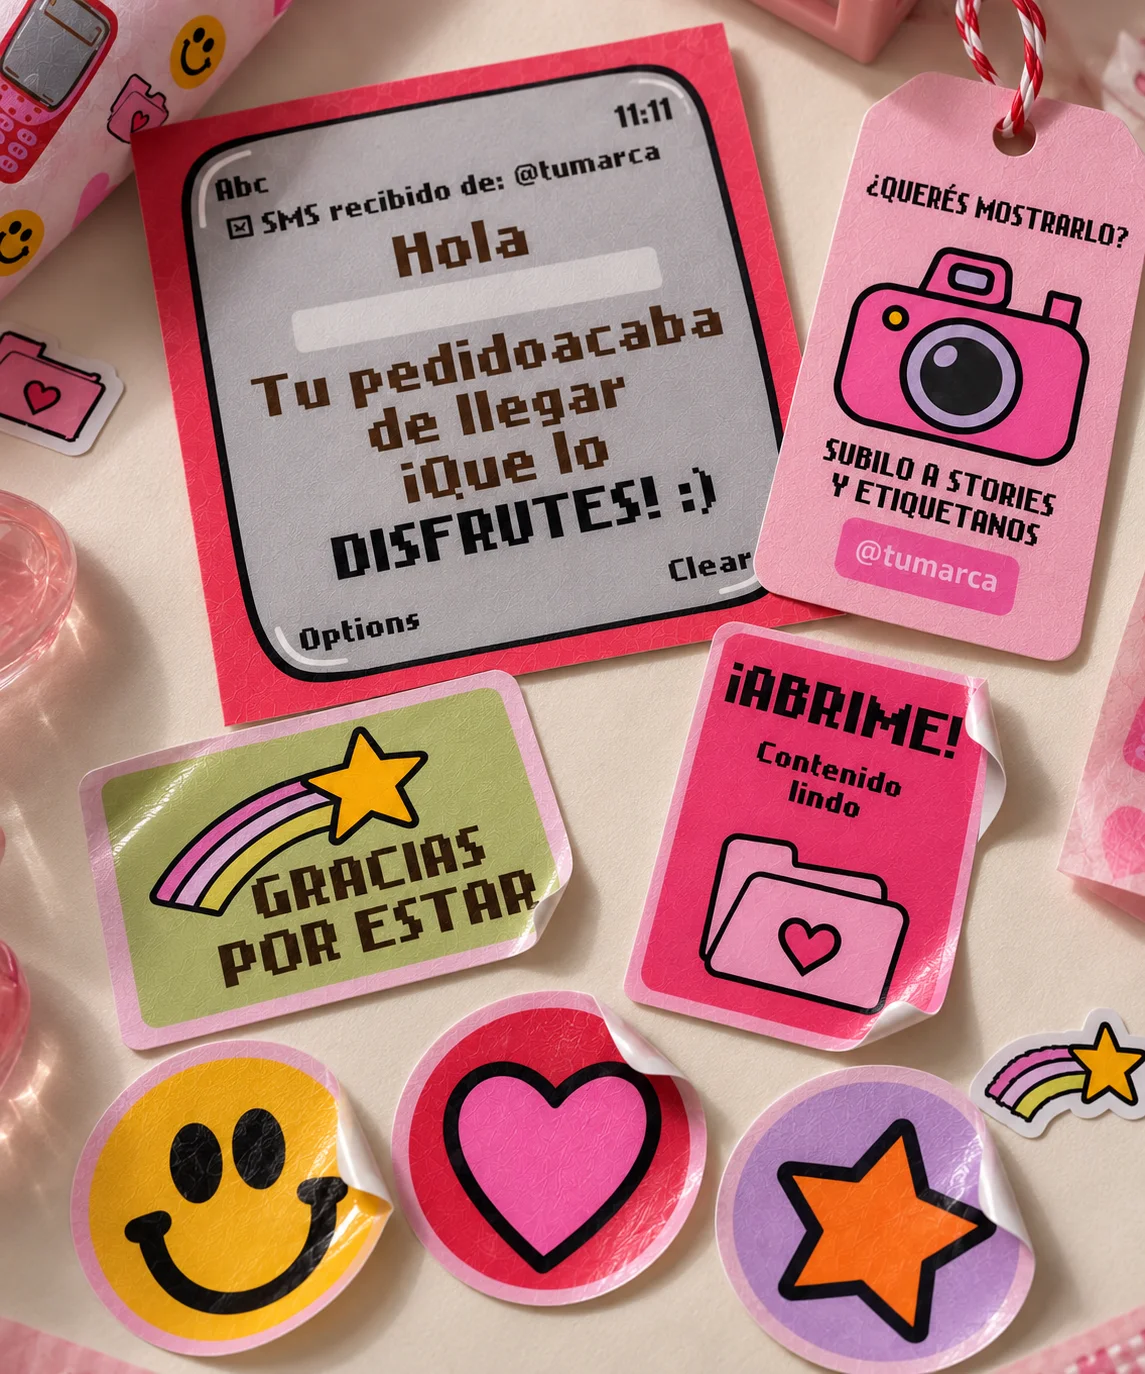 11:11
Abc
SMS recibido de: @tumarca
Hola
Tu pedidoacaba
de llegar
¡Que lo
DISFRUTES! :)
Clear
Options
¿QUERÉS MOSTRARLO?
SUBILO A STORIES
Y ETIQUETANOS
@tumarca
¡ABRIME!
Contenido
lindo
GRACIAS
POR ESTAR